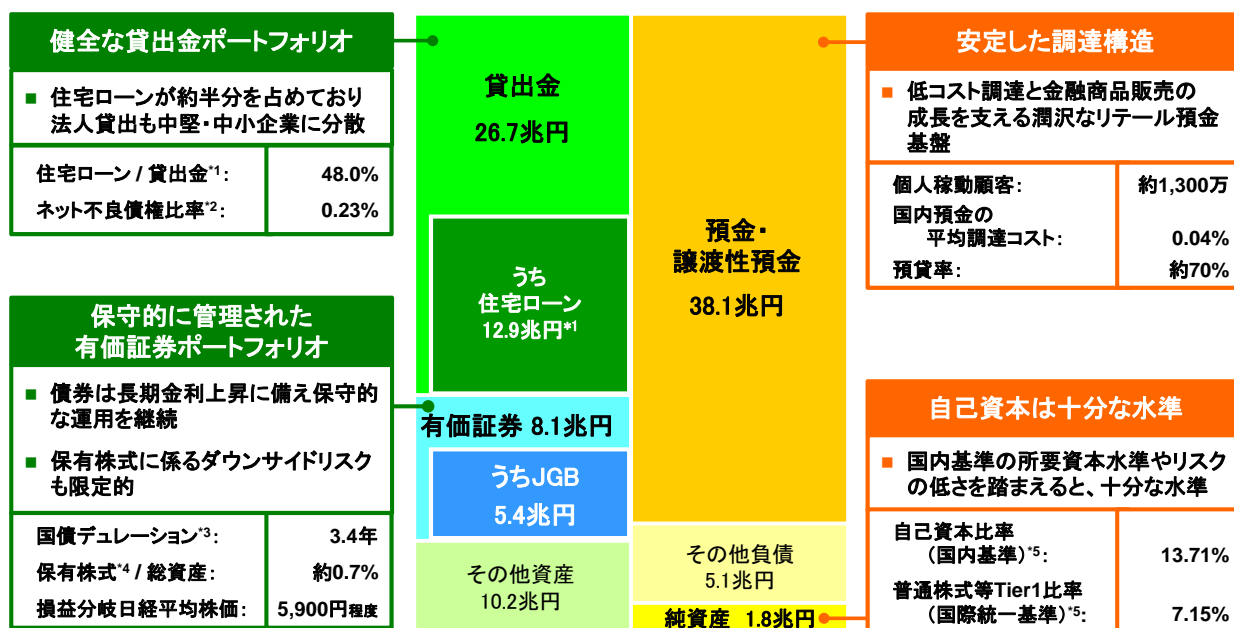 健全な貸出金ポートフォリオ
■ 住宅ローンが約半分を占めており
法人貸出も中堅・中小企業に分散
住宅ローン / 貸出金*1: 48.0%
ネット不良債権比率*2: 0.23%
保守的に管理された
有価証券ポートフォリオ
■ 債券は長期金利上昇に備え保守的
な運用を継続
■ 保有株式に係るダウンサイドリスク
も限定的
国債デュレーション*3: 3.4年
保有株式*4 / 総資産: 約0.7%
損益分岐日経平均株価: 5,900円程度
貸出金
26.7兆円
うち
住宅ローン
12.9兆円*1
有価証券 8.1兆円
うちJGB
5.4兆円
その他資産
10.2兆円
預金・
譲渡性預金
38.1兆円
その他負債
5.1兆円
純資産 1.8兆円
安定した調達構造
■ 低コスト調達と金融商品販売の
成長を支える潤沢なリテール預金
基盤
個人稼動顧客: 約1,300万
国内預金の
平均調達コスト: 0.04%
預貸率: 約70%
自己資本は十分な水準
■ 国内基準の所要資本水準やリスク
の低さを踏まえると、十分な水準
自己資本比率
(国内基準)*5: 13.71%
普通株式等Tier1比率
(国際統一基準)*5: 7.15%